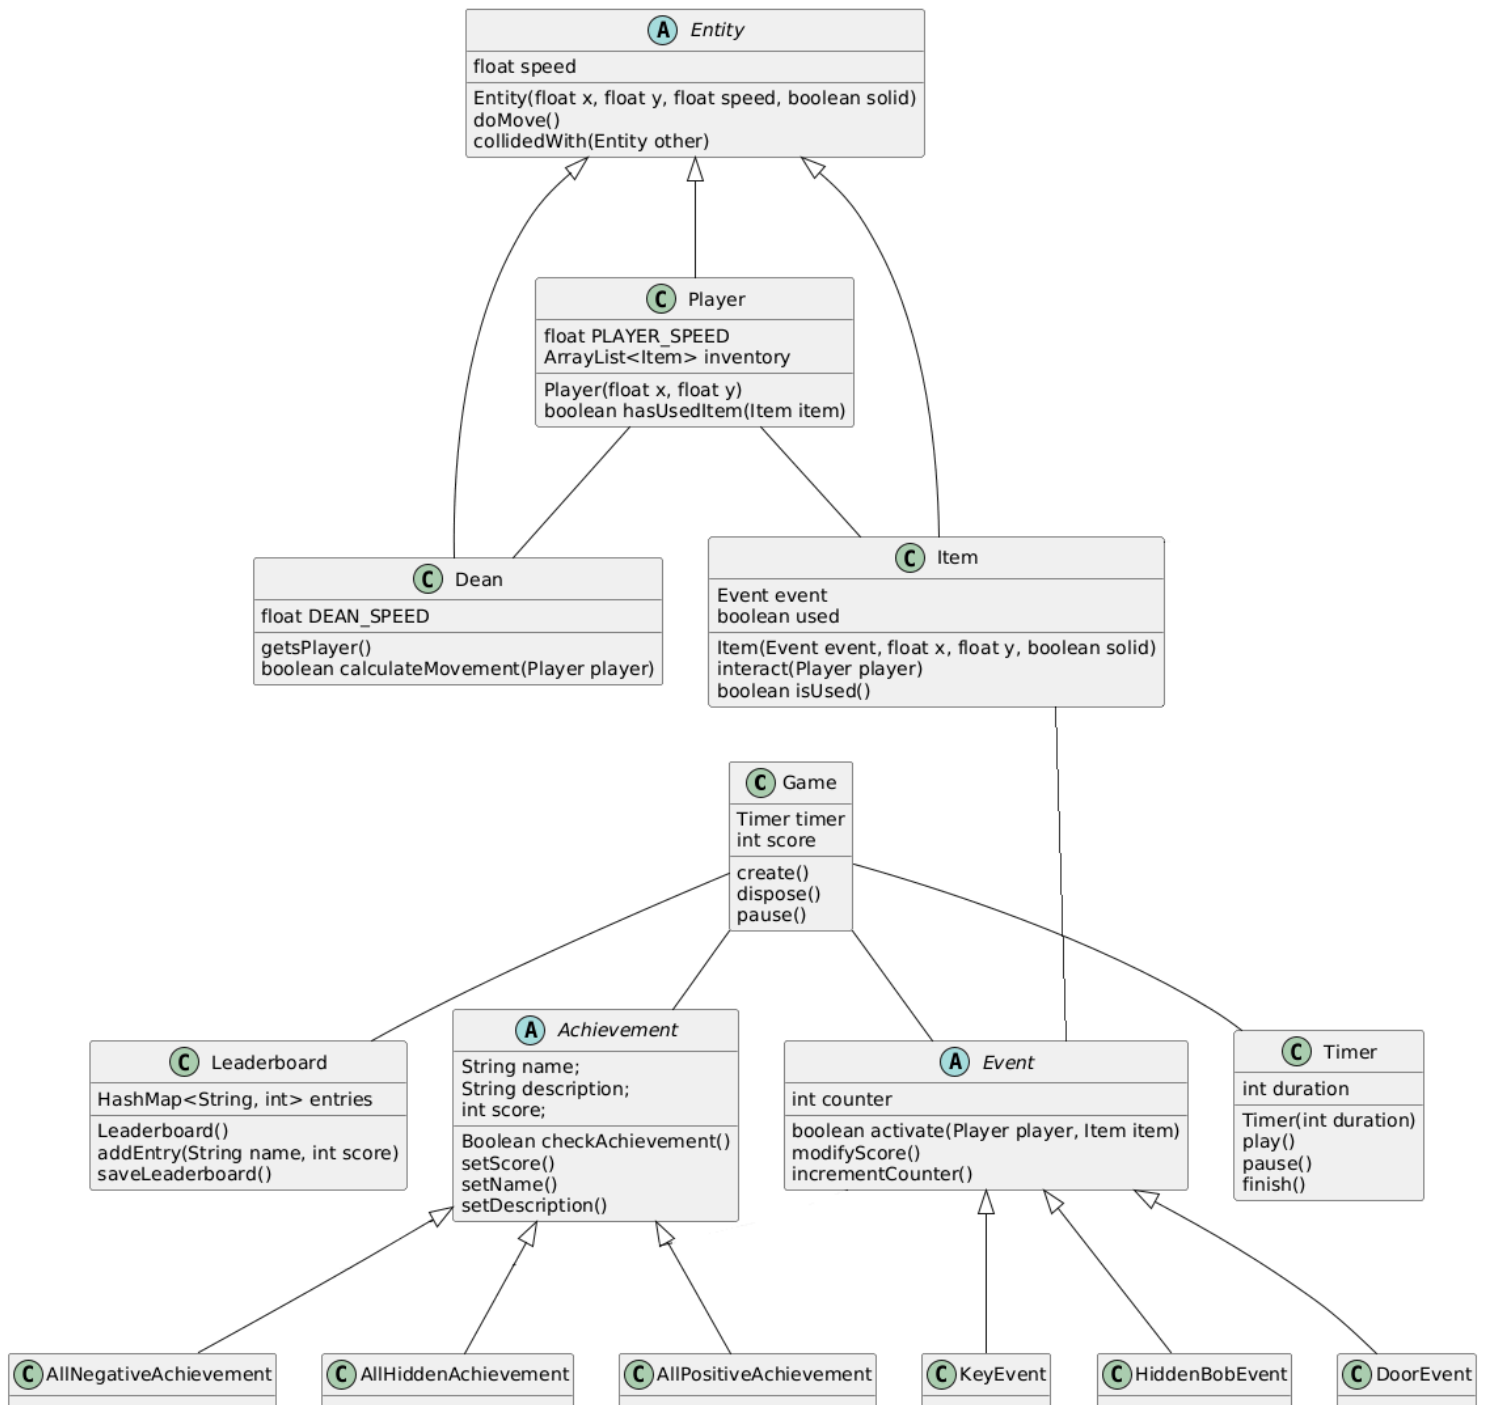 A Entity
float speed
Entity(float x, float y, float speed, boolean solid)
doMove()
collidedWith(Entity other)
C Player
float PLAYER_SPEED
ArrayList<Item> inventory
Player(float x, float y)
boolean hasUsedItem(Item item)
C Dean
float DEAN_SPEED
getsPlayer()
boolean calculateMovement(Player player)
C Item
Event event
boolean used
Item(Event event, float x, float y, boolean solid)
interact(Player player)
boolean isUsed()
C Game
Timer timer
int score
create()
dispose()
pause()
C Leaderboard
HashMap<String, int> entries
Leaderboard()
addEntry(String name, int score)
saveLeaderboard()
A Achievement
String name;
String description;
int score;
Boolean checkAchievement()
setScore()
setName()
setDescription()
A Event
int counter
boolean activate(Player player, Item item)
modifyScore()
incrementCounter()
C Timer
int duration
Timer(int duration)
play()
pause()
finish()
C AllNegativeAchievement
C AllHiddenAchievement
C AllPositiveAchievement
C KeyEvent
C HiddenBobEvent
C DoorEvent